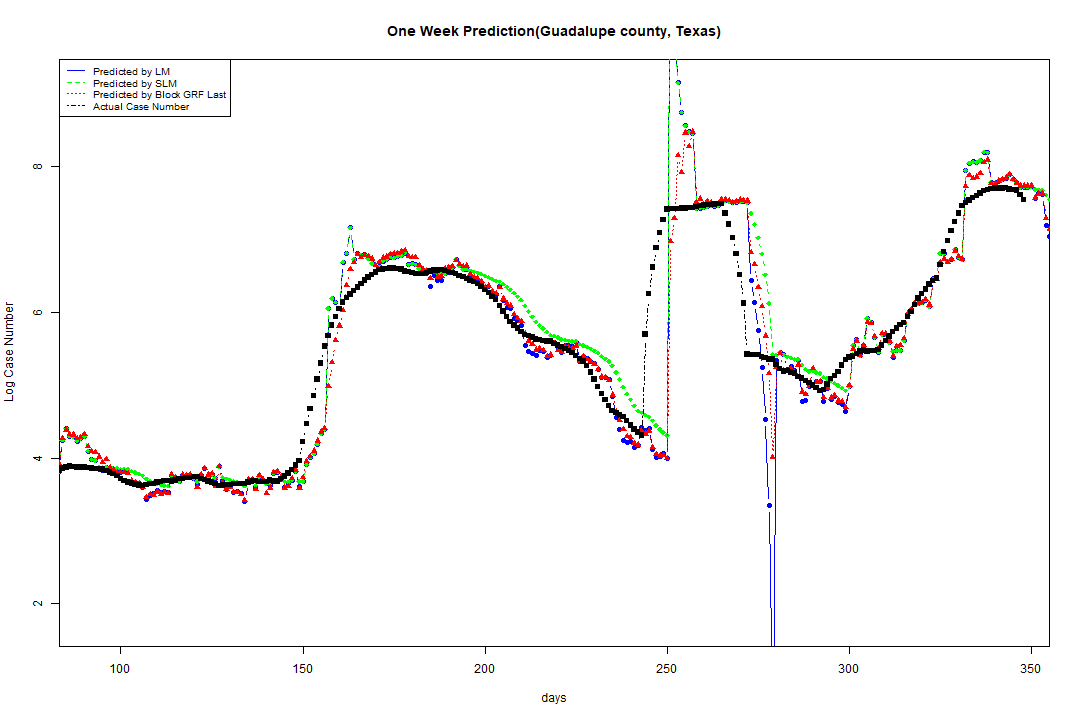 One Week Prediction(Guadalupe county, Texas)
Predicted by LM
Predicted by SLM
Predicted by Block GRF Last
Actual Case Number
Log Case Number
8
6
4
2
100 150 200 250 300 350
days